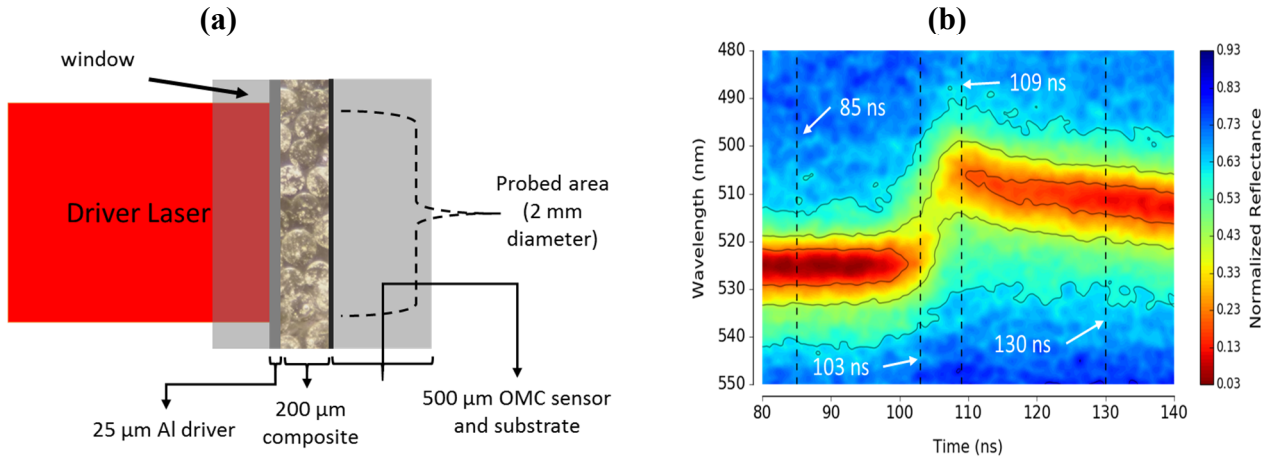 (a)
window
Driver Laser
Probed area
(2 mm
diameter)
25 μm Al driver
200 μm
composite
500 μm OMC sensor
and substrate
(b)
480
490
500
510
520
530
540
550
Wavelength (nm)
85 ns
109 ns
103 ns
130 ns
80
90
100
110
120
130
140
Time (ns)
0.93
0.83
0.73
0.63
0.53
0.43
0.33
0.23
0.13
0.03
Normalized Reflectance